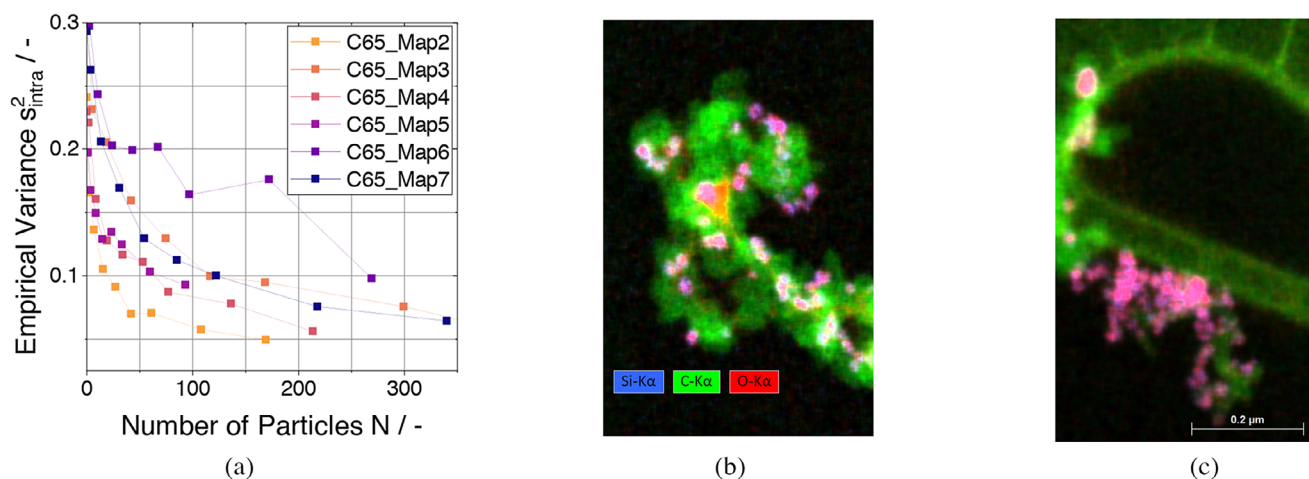 0.3
0.2
0.1
Empirical Variance s²intra / -
C65_Map2
C65_Map3
C65_Map4
C65_Map5
C65_Map6
C65_Map7
0
100
200
300
Number of Particles N / -
(a)
Si-Kα
C-Kα
O-Kα
(b)
0.2 µm
(c)